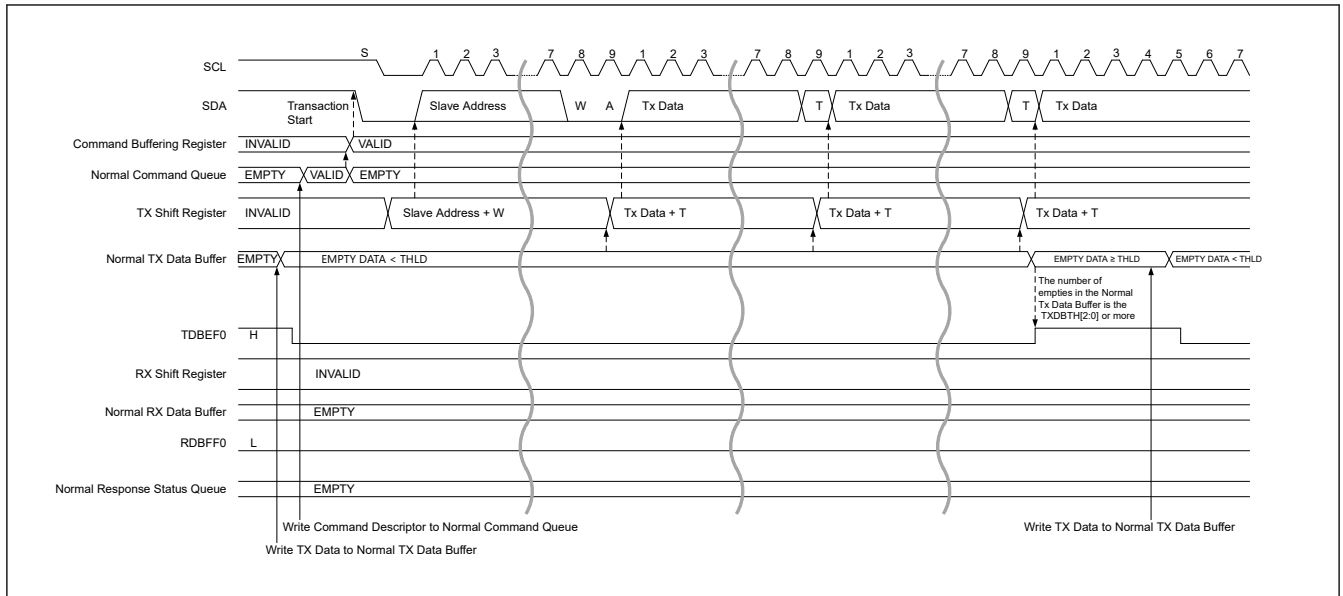 S 1 2 3 7 8 9 1 2 3 7 8 9 1 2 3 7 8 9 1 2 3 4 5 6 7
SCL
SDA Transaction Start Slave Address W A Tx Data T Tx Data T Tx Data
Command Buffering Register INVALID VALID
Normal Command Queue EMPTY VALID EMPTY
TX Shift Register INVALID Slave Address + W Tx Data + T Tx Data + T Tx Data + T
Normal TX Data Buffer EMPTY EMPTY DATA < THLD EMPTY DATA ≥ THLD EMPTY DATA < THLD
The number of
empties in the Normal
Tx Data Buffer is the
TXDBTH[2:0] or more
TDBEF0 H
RX Shift Register INVALID
Normal RX Data Buffer EMPTY
RDBFF0 L
Normal Response Status Queue EMPTY
Write Command Descriptor to Normal Command Queue Write TX Data to Normal TX Data Buffer
Write TX Data to Normal TX Data Buffer